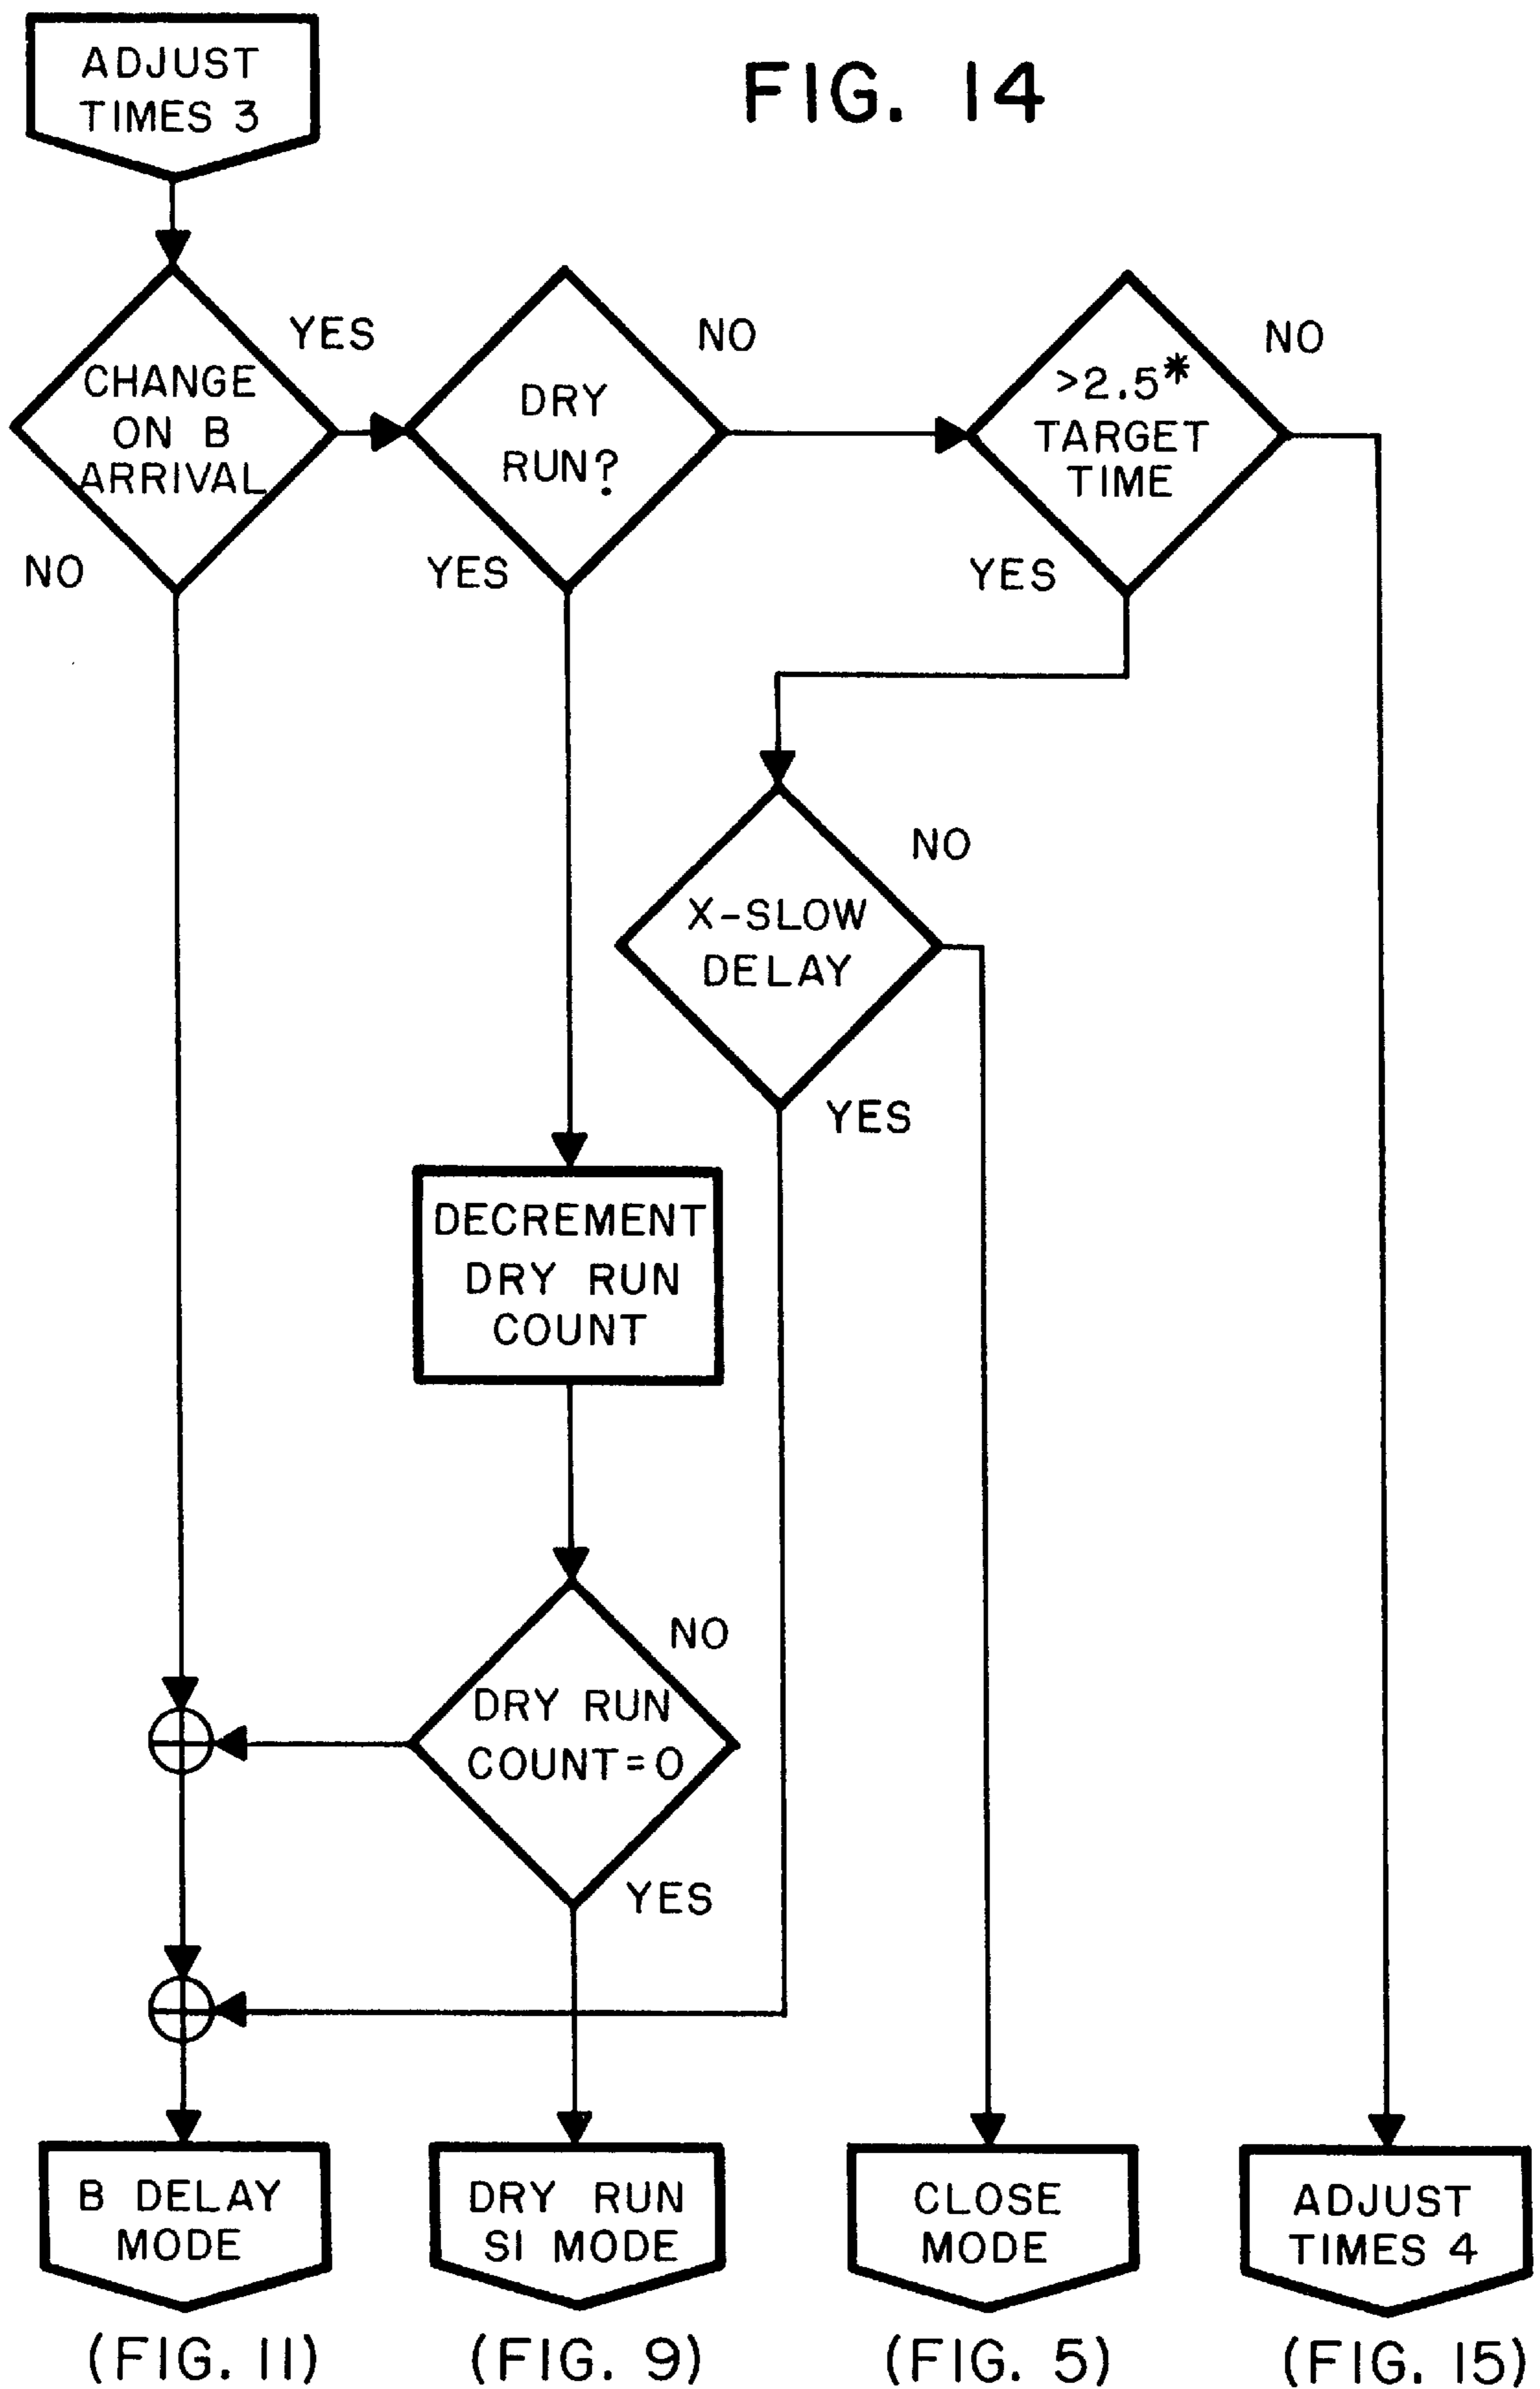 ADJUST
TIMES 3
FIG. 14
CHANGE
ON B
ARRIVAL
YES
NO
DRY
RUN?
NO
YES
>2.5*
TARGET
TIME
NO
YES
X-SLOW
DELAY
NO
YES
DECREMENT
DRY RUN
COUNT
DRY RUN
COUNT=0
NO
YES
B DELAY
MODE
(FIG. 11)
DRY RUN
SI MODE
(FIG. 9)
CLOSE
MODE
(FIG. 5)
ADJUST
TIMES 4
(FIG. 15)